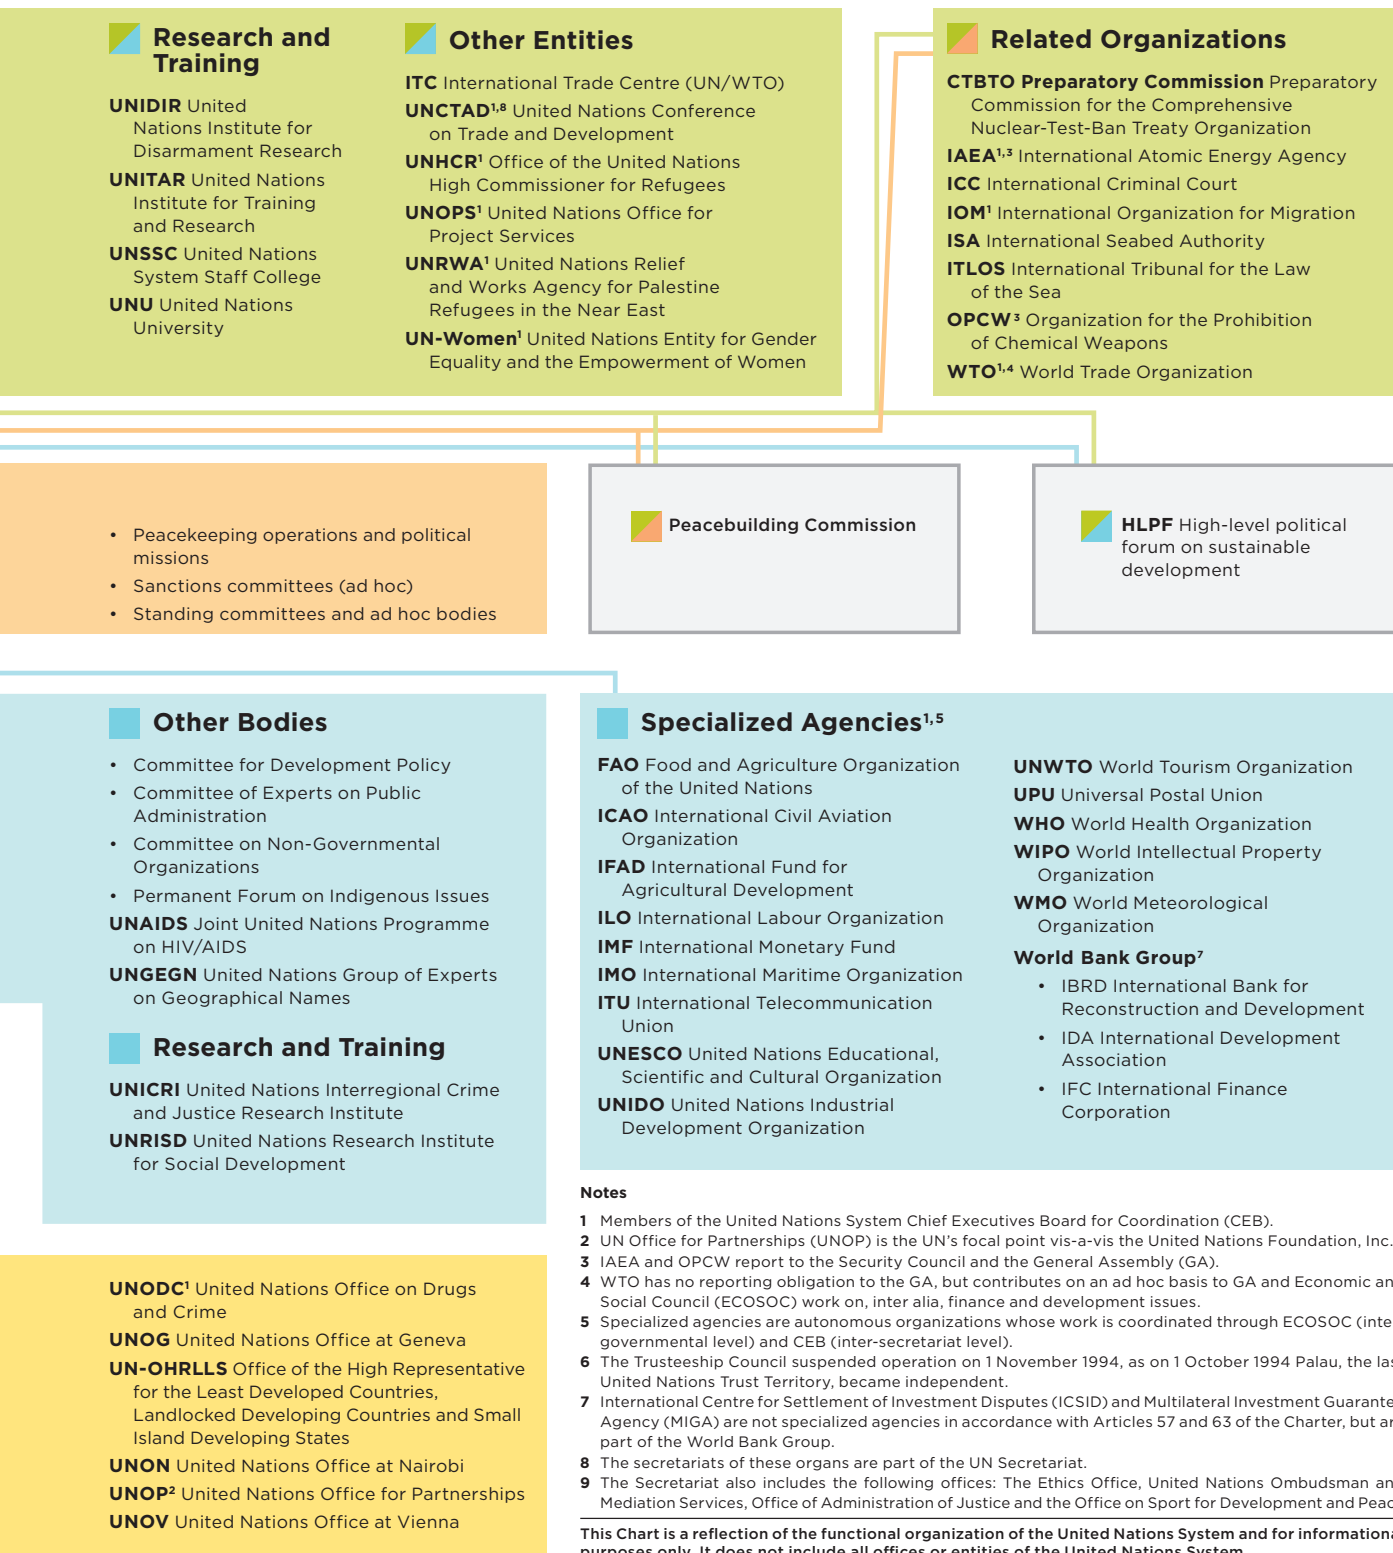 Research and
Training
UNIDIR United
Nations Institute for
Disarmament Research
UNITAR United Nations
Institute for Training
and Research
UNSSC United Nations
System Staff College
UNU United Nations
University
Other Entities
ITC International Trade Centre (UN/WTO)
UNCTAD1,8 United Nations Conference
on Trade and Development
UNHCR1 Office of the United Nations
High Commissioner for Refugees
UNOPS1 United Nations Office for
Project Services
UNRWA1 United Nations Relief
and Works Agency for Palestine
Refugees in the Near East
UN-Women1 United Nations Entity for Gender
Equality and the Empowerment of Women
Related Organizations
CTBTO Preparatory Commission Preparatory
Commission for the Comprehensive
Nuclear-Test-Ban Treaty Organization
IAEA1,3 International Atomic Energy Agency
ICC International Criminal Court
IOM1 International Organization for Migration
ISA International Seabed Authority
ITLOS International Tribunal for the Law
of the Sea
OPCW3 Organization for the Prohibition
of Chemical Weapons
WTO1,4 World Trade Organization
• Peacekeeping operations and political
missions
• Sanctions committees (ad hoc)
• Standing committees and ad hoc bodies
Peacebuilding Commission
HLPF High-level political
forum on sustainable
development
Other Bodies
• Committee for Development Policy
• Committee of Experts on Public
Administration
• Committee on Non-Governmental
Organizations
• Permanent Forum on Indigenous Issues
UNAIDS Joint United Nations Programme
on HIV/AIDS
UNGEGN United Nations Group of Experts
on Geographical Names
Research and Training
UNICRI United Nations Interregional Crime
and Justice Research Institute
UNRISD United Nations Research Institute
for Social Development
Specialized Agencies1,5
FAO Food and Agriculture Organization
of the United Nations
ICAO International Civil Aviation
Organization
IFAD International Fund for
Agricultural Development
ILO International Labour Organization
IMF International Monetary Fund
IMO International Maritime Organization
ITU International Telecommunication
Union
UNESCO United Nations Educational,
Scientific and Cultural Organization
UNIDO United Nations Industrial
Development Organization
UNWTO World Tourism Organization
UPU Universal Postal Union
WHO World Health Organization
WIPO World Intellectual Property
Organization
WMO World Meteorological
Organization
World Bank Group7
• IBRD International Bank for
Reconstruction and Development
• IDA International Development
Association
• IFC International Finance
Corporation
UNODC1 United Nations Office on Drugs
and Crime
UNOG United Nations Office at Geneva
UN-OHRLLS Office of the High Representative
for the Least Developed Countries,
Landlocked Developing Countries and Small
Island Developing States
UNON United Nations Office at Nairobi
UNOP2 United Nations Office for Partnerships
UNOV United Nations Office at Vienna
Notes
1 Members of the United Nations System Chief Executives Board for Coordination (CEB).
2 UN Office for Partnerships (UNOP) is the UN's focal point vis-a-vis the United Nations Foundation, Inc.
3 IAEA and OPCW report to the Security Council and the General Assembly (GA).
4 WTO has no reporting obligation to the GA, but contributes on an ad hoc basis to GA and Economic an
Social Council (ECOSOC) work on, inter alia, finance and development issues.
5 Specialized agencies are autonomous organizations whose work is coordinated through ECOSOC (inte
governmental level) and CEB (inter-secretariat level).
6 The Trusteeship Council suspended operation on 1 November 1994, as on 1 October 1994 Palau, the las
United Nations Trust Territory, became independent.
7 International Centre for Settlement of Investment Disputes (ICSID) and Multilateral Investment Guarante
Agency (MIGA) are not specialized agencies in accordance with Articles 57 and 63 of the Charter, but ar
part of the World Bank Group.
8 The secretariats of these organs are part of the UN Secretariat.
9 The Secretariat also includes the following offices: The Ethics Office, United Nations Ombudsman an
Mediation Services, Office of Administration of Justice and the Office on Sport for Development and Peac
This Chart is a reflection of the functional organization of the United Nations System and for informationa
purposes only. It does not include all offices or entities of the United Nations System.